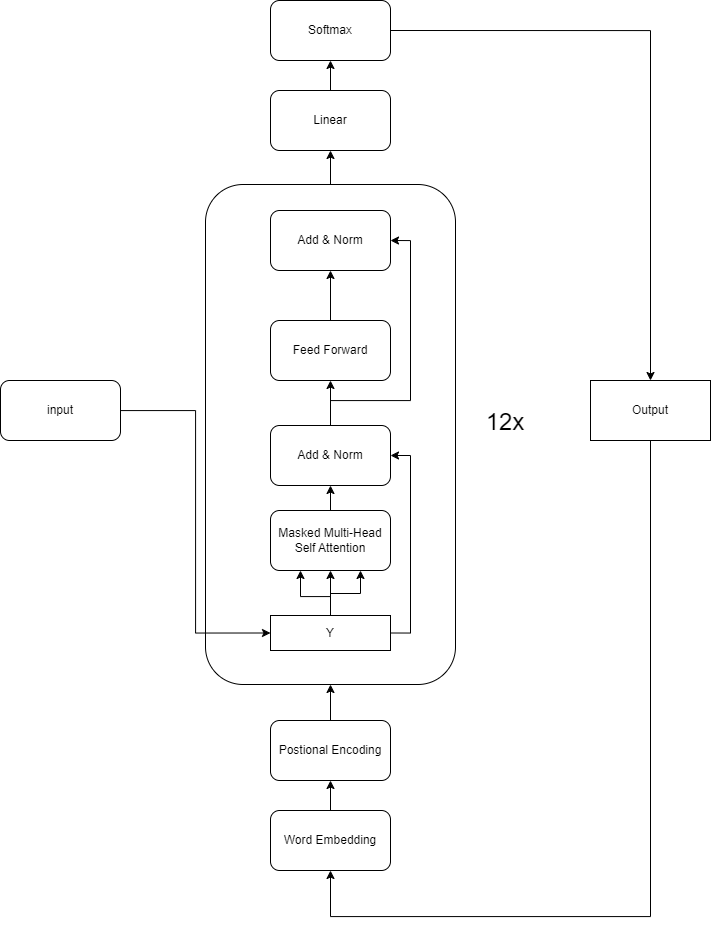 Softmax
Linear
Add & Norm
Feed Forward
input
12x
Output
Add & Norm
Masked Multi-Head
Self Attention
Y
Postional Encoding
Word Embedding